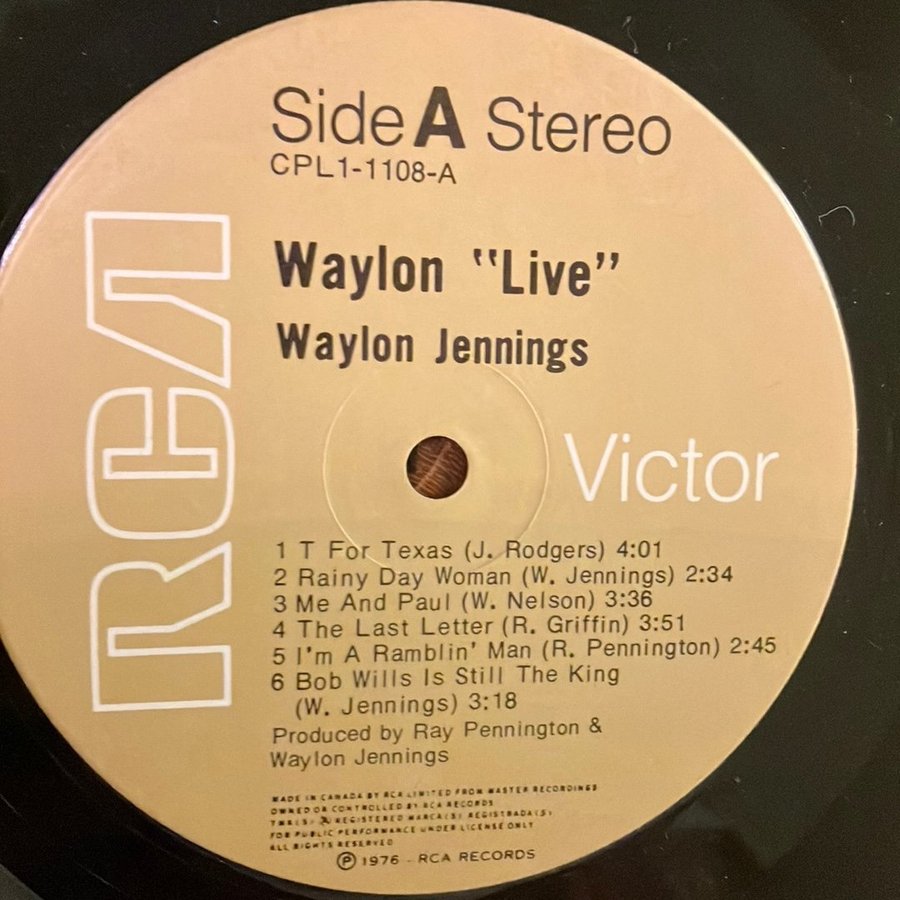 Side A Stereo
CPL1-1108-A
Waylon "Live"
Waylon Jennings
RCA
Victor
1 T For Texas (J. Rodgers) 4:01
2 Rainy Day Woman (W. Jennings) 2:34
3 Me And Paul (W. Nelson) 3:36
4 The Last Letter (R. Griffin) 3:51
5 I'm A Ramblin' Man (R. Pennington) 2:45
6 Bob Wills Is Still The King
(W. Jennings) 3:18
Produced by Ray Pennington &
Waylon Jennings
MADE IN CANADA BY RCA LIMITED FROM MASTER RECORDINGS
OWNED OR CONTROLLED BY RCA RECORDS
TMK(S) ® REGISTERED MARCA(S) REGISTRADA(S)
FOR PUBLIC PERFORMANCE UNDER LICENSE ONLY
ALL RIGHTS RESERVED
℗ 1976 - RCA RECORDS